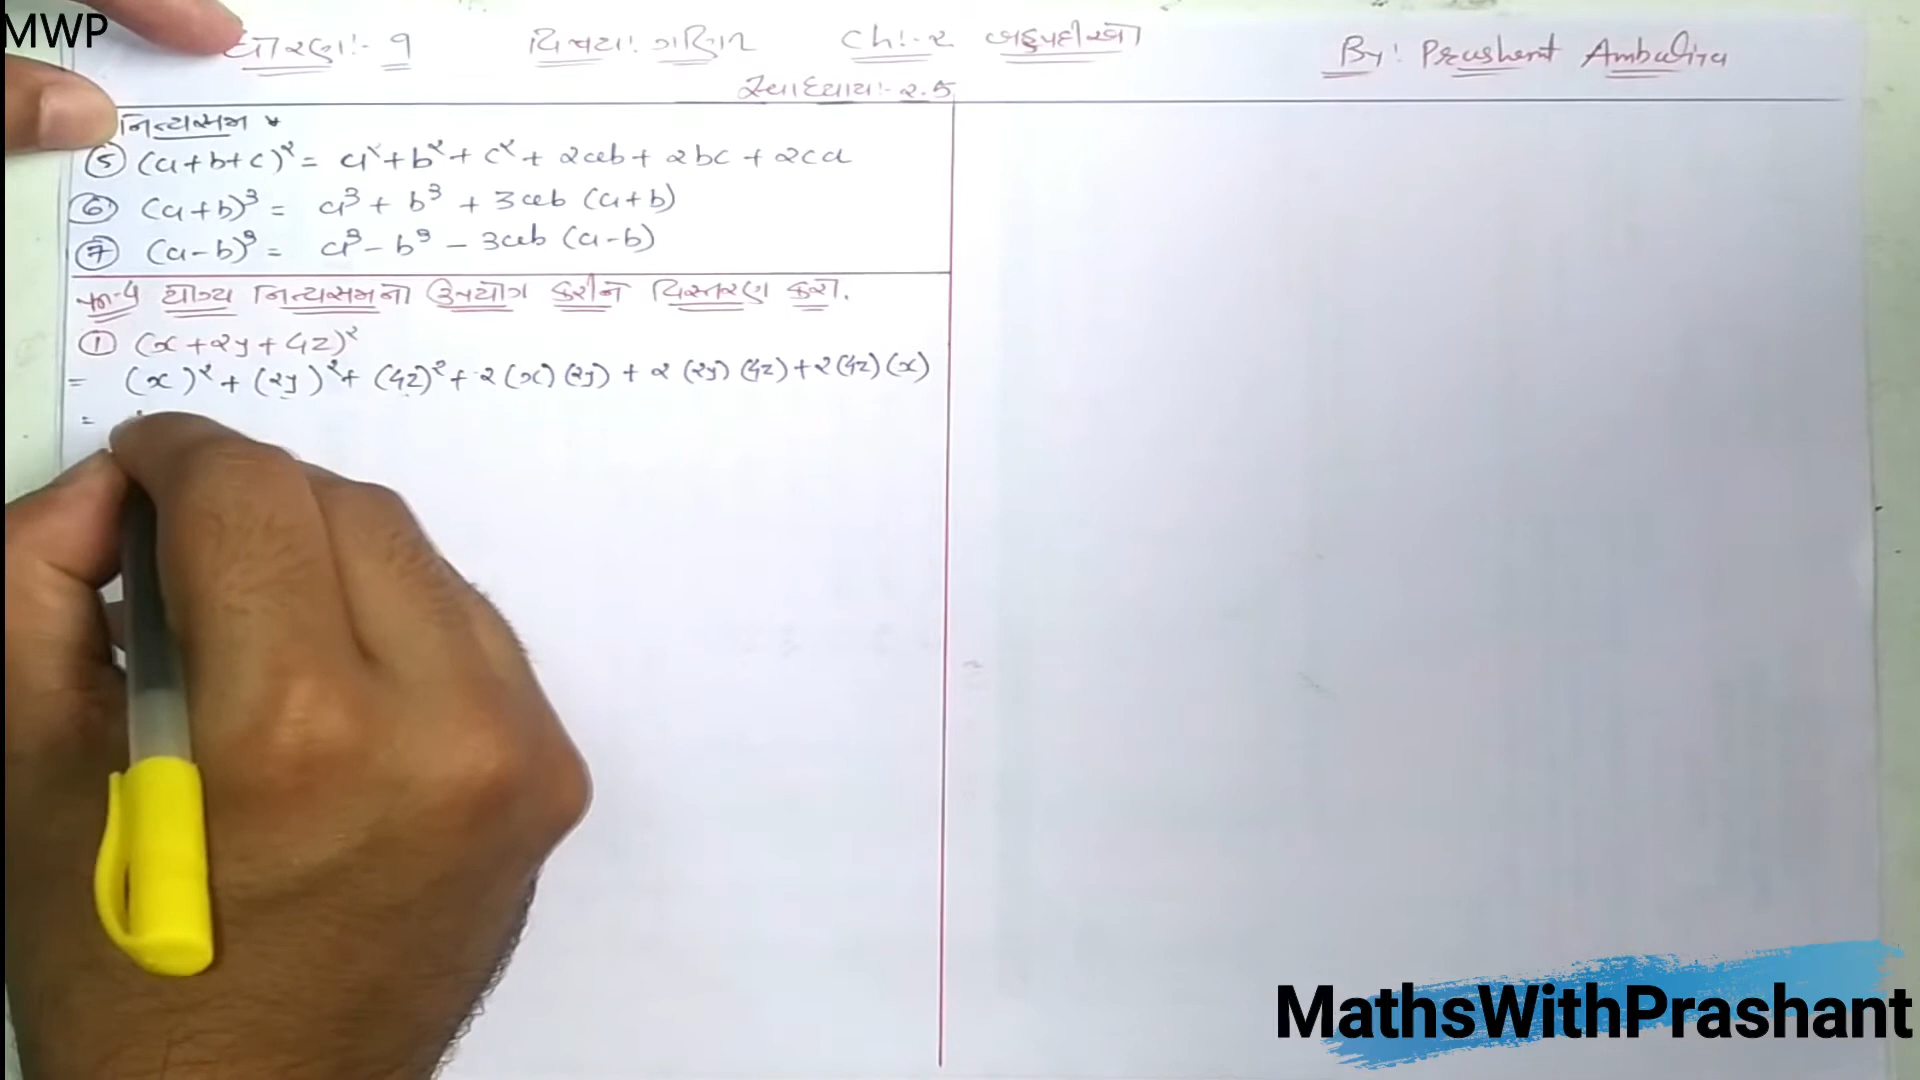 MWP
ધોરણ:- 9 વિષય: ગણિત Ch:- ૨ બહુપદીઓ By: Prashant Ambaliya
સ્વાધ્યાય:- ૨.5
નિત્યસમ *
⑤ (a+b+c)² = a² + b² + c² + 2ab + 2bc + 2ca
⑥ (a+b)³ = a³ + b³ + 3ab (a+b)
⑦ (a-b)³ = a³ - b³ - 3ab (a-b)
પ્ર-4 યોગ્ય નિત્યસમનો ઉપયોગ કરીને વિસ્તરણ કરો.
① (x+2y+4z)²
= (x)² + (2y)² + (4z)² + 2(x)(2y) + 2(2y)(4z) + 2(4z)(x)
=
MathsWithPrashant